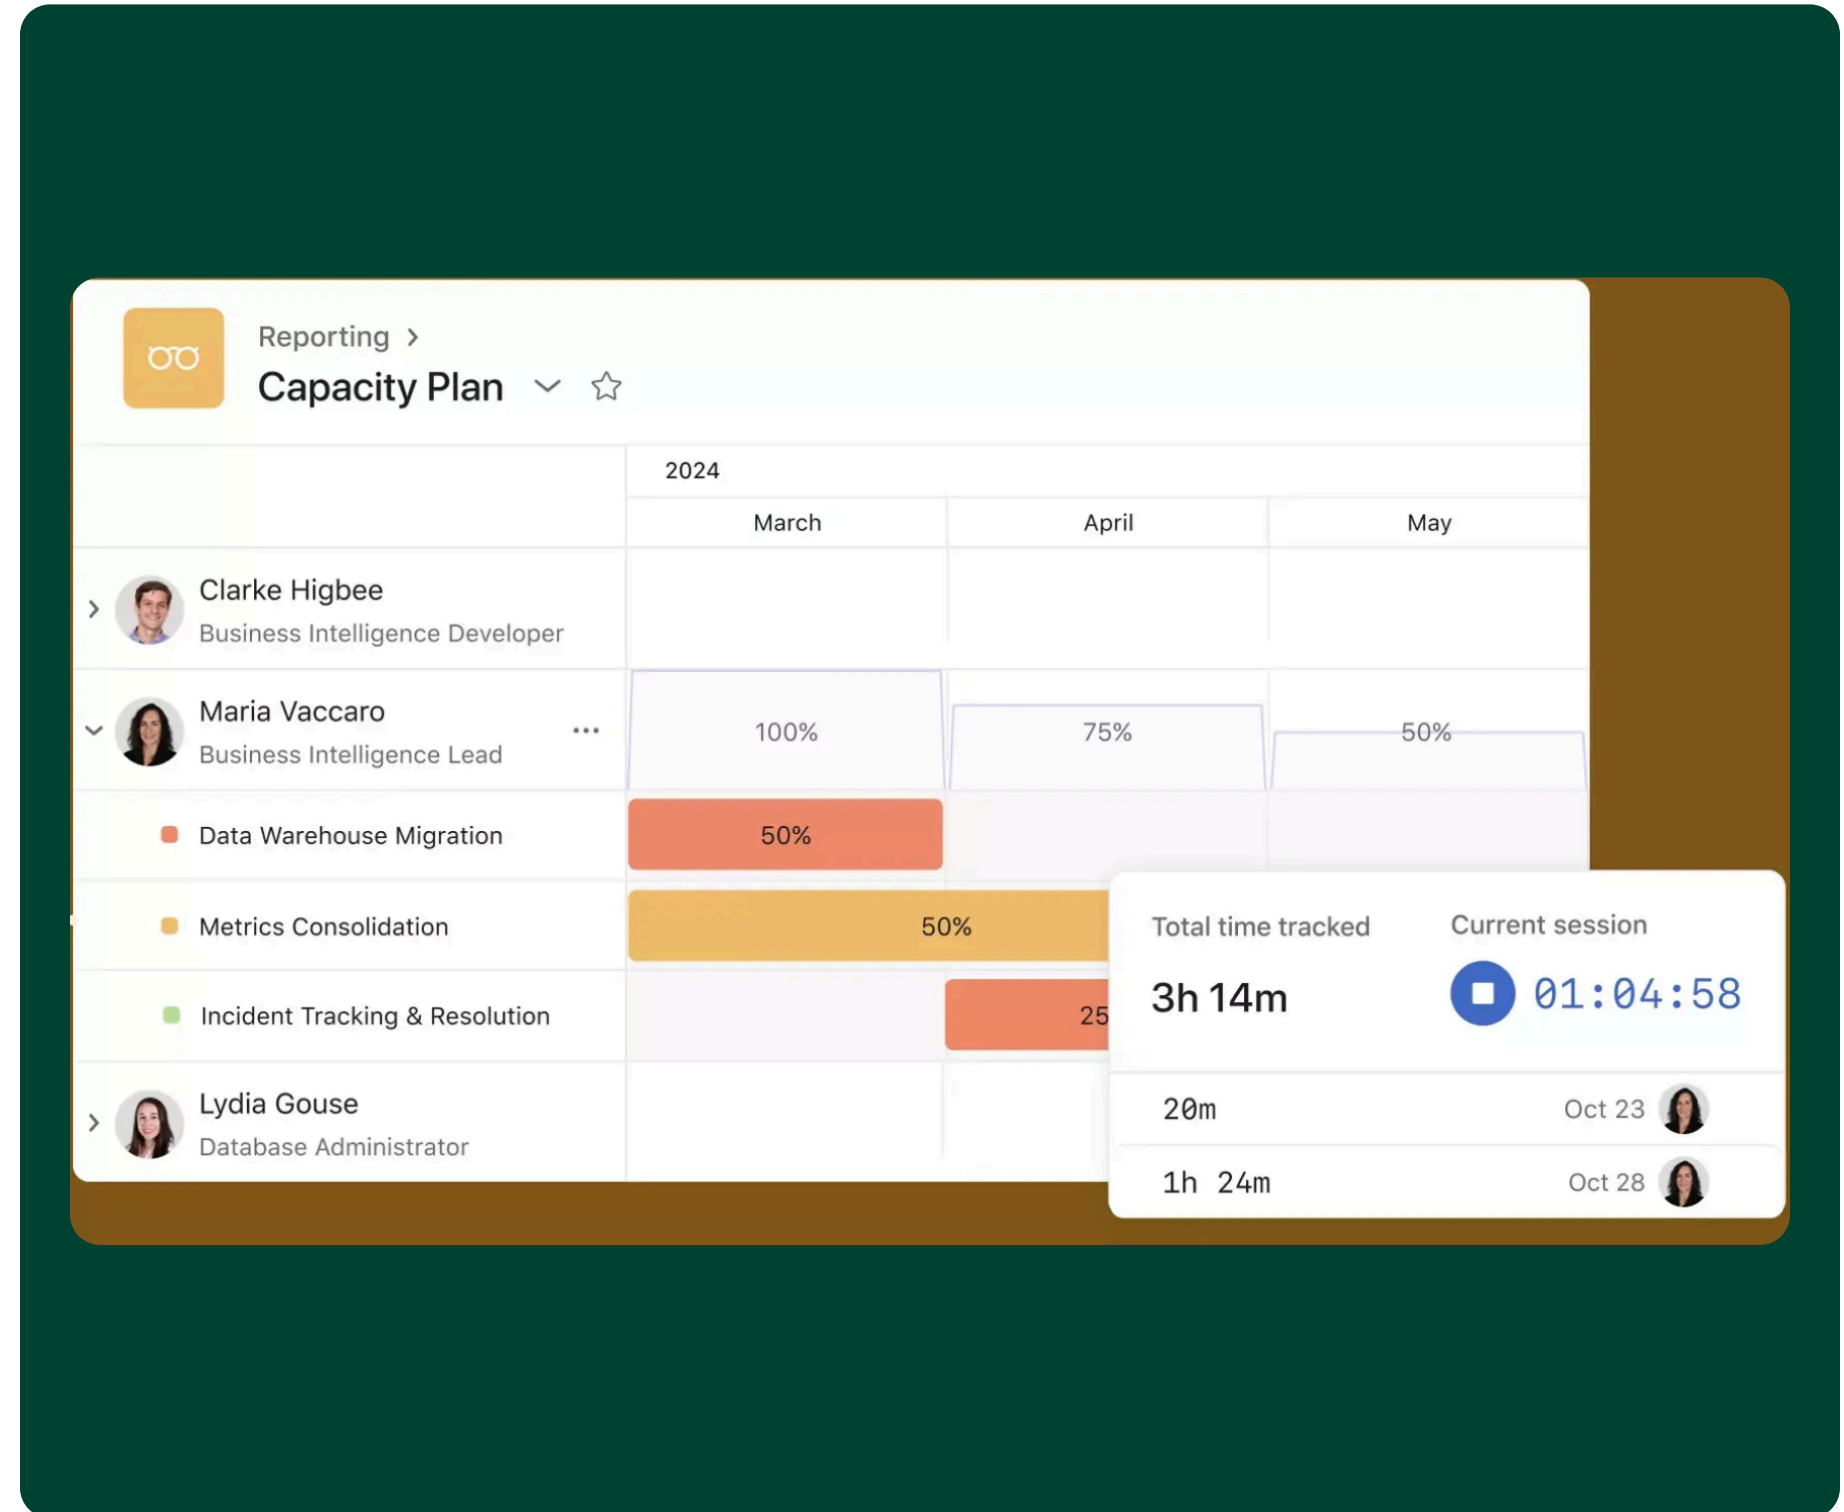 Reporting
Capacity Plan
2024
March April May
Clarke Higbee
Business Intelligence Developer
Maria Vaccaro
Business Intelligence Lead
100% 75% 50%
Data Warehouse Migration 50%
Metrics Consolidation 50%
Incident Tracking & Resolution 25
Lydia Gouse
Database Administrator
Total time tracked Current session
3h 14m 01:04:58
20m Oct 23
1h 24m Oct 28